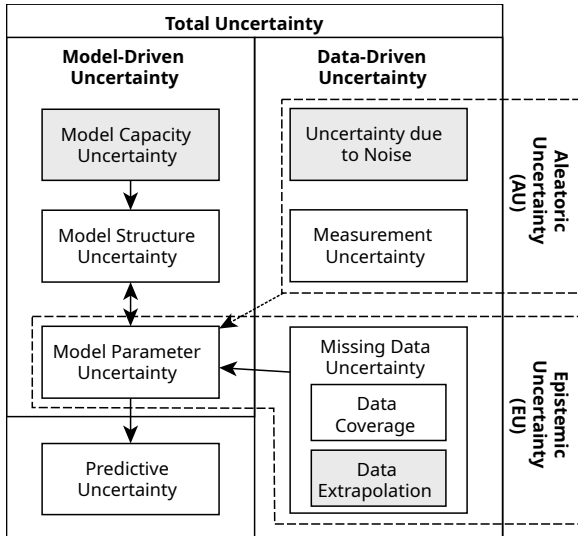 Total Uncertainty
Model-Driven
Uncertainty
Data-Driven
Uncertainty
Model Capacity
Uncertainty
Uncertainty due
to Noise
Aleatoric
Uncertainty
(AU)
Model Structure
Uncertainty
Measurement
Uncertainty
Model Parameter
Uncertainty
Missing Data
Uncertainty
Data
Coverage
Data
Extrapolation
Epistemic
Uncertainty
(EU)
Predictive
Uncertainty